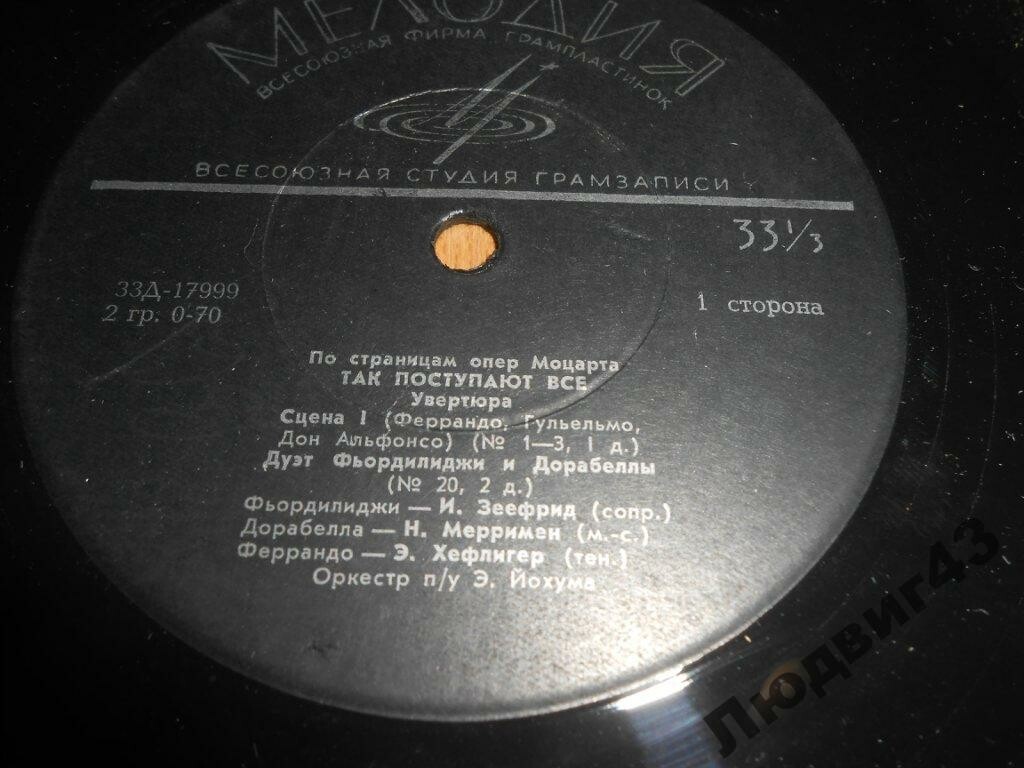 МЕЛОДИЯ
ВСЕСОЮЗНАЯ ФИРМА ГРАМПЛАСТИНОК
ВСЕСОЮЗНАЯ СТУДИЯ ГРАМЗАПИСИ
33⅓
33Д-17999
2 гр. 0-70
1 сторона
По страницам опер Моцарта
ТАК ПОСТУПАЮТ ВСЕ
Увертюра
Сцена I (Феррандо, Гульельмо,
Дон Альфонсо) (№ 1—3, I д.)
Дуэт Фьордилиджи и Дорабеллы
(№ 20, 2 д.)
Фьордилиджи — И. Зеефрид (сопр.)
Дорабелла — Н. Мерримен (м.-с.)
Феррандо — Э. Хефлигер (тен.)
Оркестр п/у Э. Йохума
Людвиг43